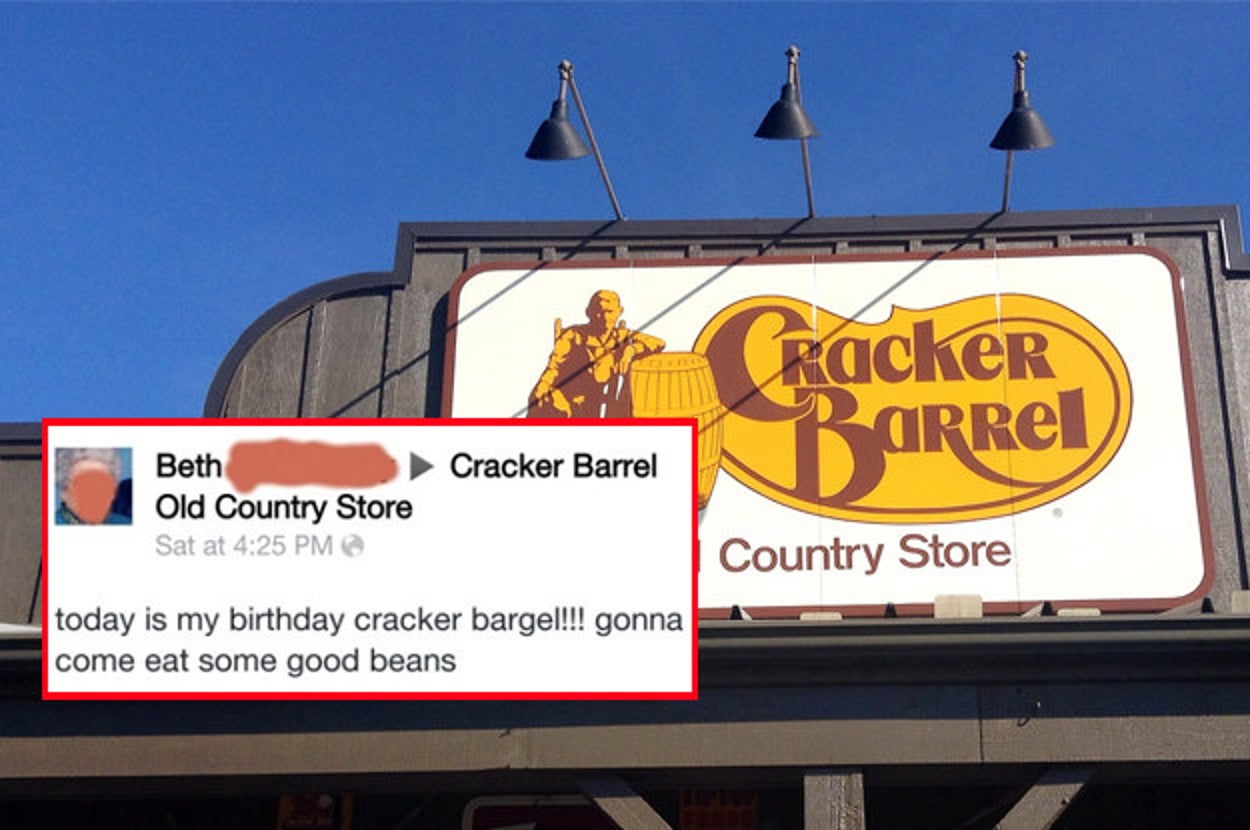 Cracker
Barrel
®
Country Store
Beth ▶ Cracker Barrel
Old Country Store
Sat at 4:25 PM
today is my birthday cracker bargel!!! gonna
come eat some good beans